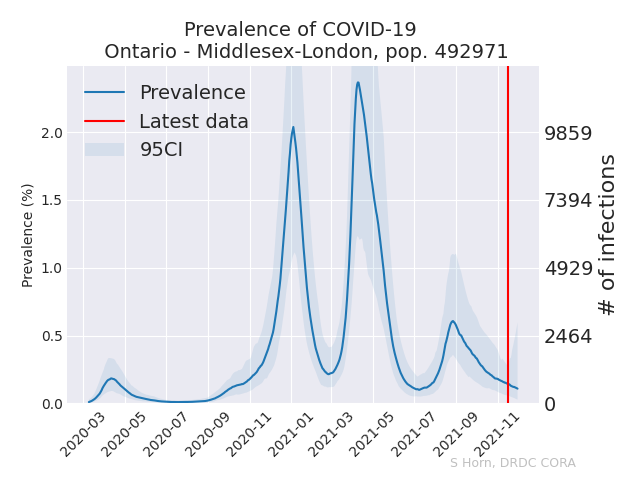 Prevalence of COVID-19
Ontario - Middlesex-London, pop. 492971
Prevalence
Latest data
95CI
Prevalence (%)
2.0
1.5
1.0
0.5
0.0
9859
7394
4929
2464
0
# of infections
2020-03
2020-05
2020-07
2020-09
2020-11
2021-01
2021-03
2021-05
2021-07
2021-09
2021-11
S Horn, DRDC CORA